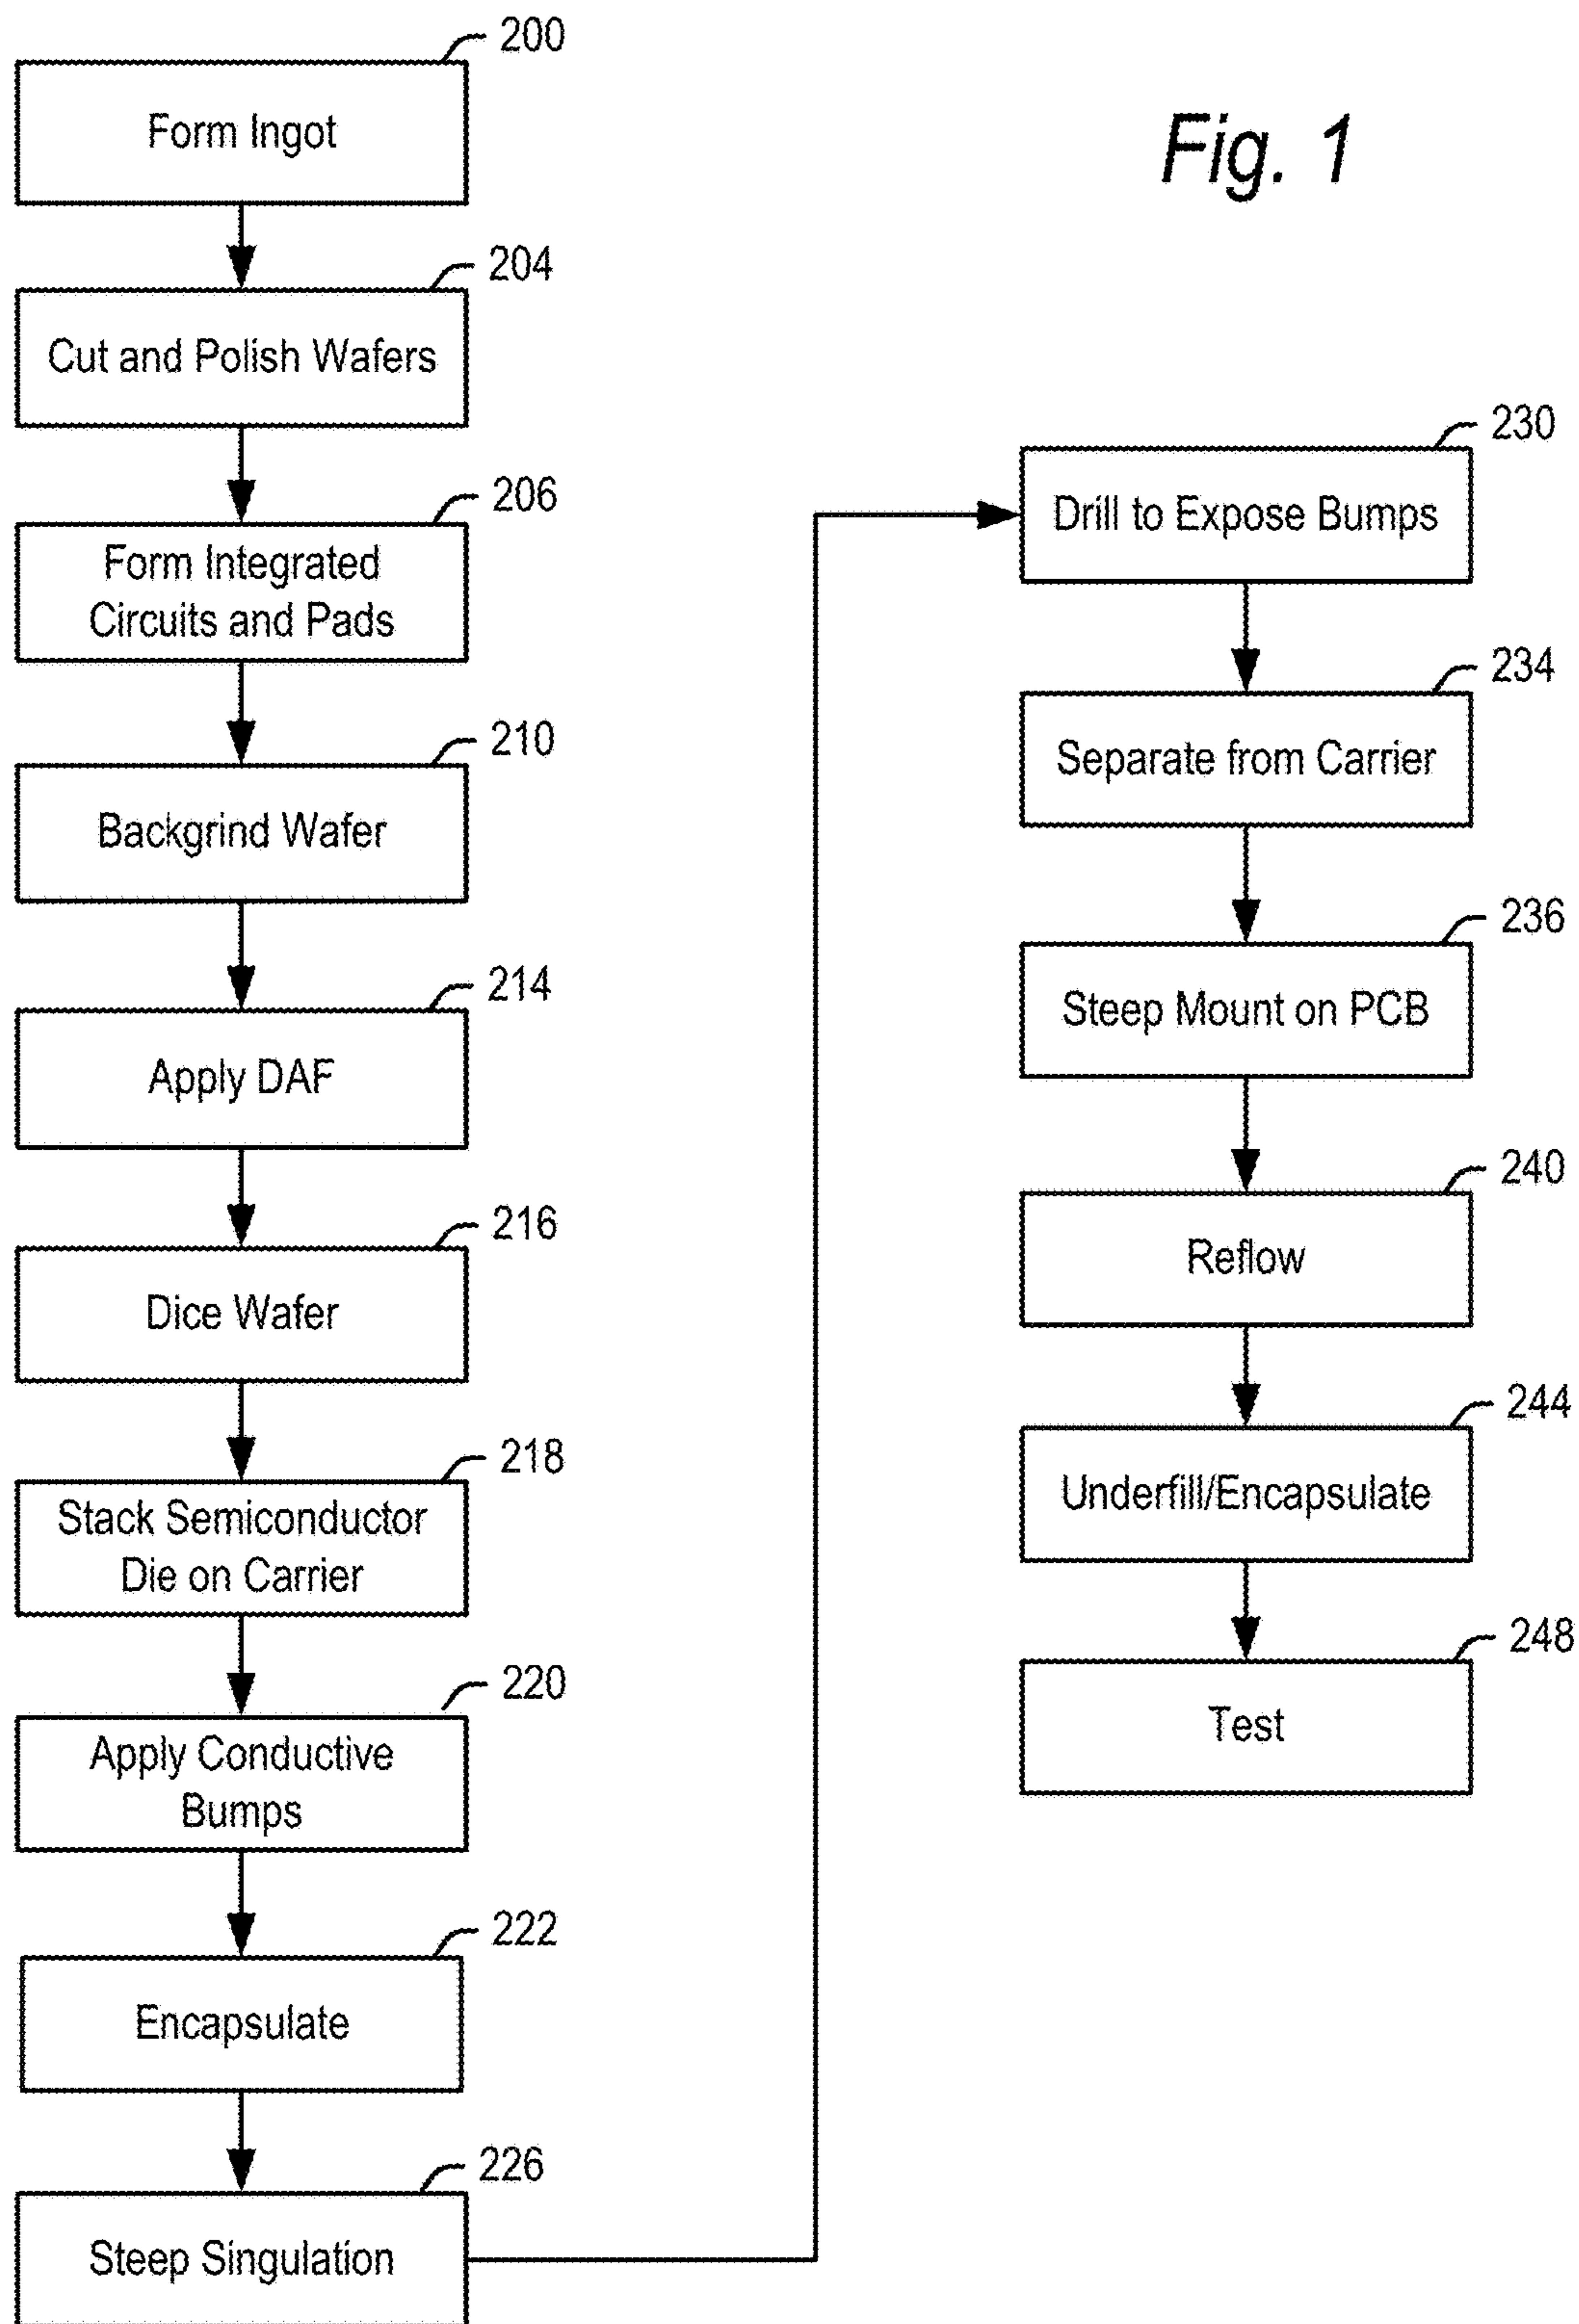 200
Form Ingot
Fig. 1
204
Cut and Polish Wafers
206
Form Integrated
Circuits and Pads
210
Backgrind Wafer
214
Apply DAF
216
Dice Wafer
218
Stack Semiconductor
Die on Carrier
220
Apply Conductive
Bumps
222
Encapsulate
226
Steep Singulation
230
Drill to Expose Bumps
234
Separate from Carrier
236
Steep Mount on PCB
240
Reflow
244
Underfill/Encapsulate
248
Test